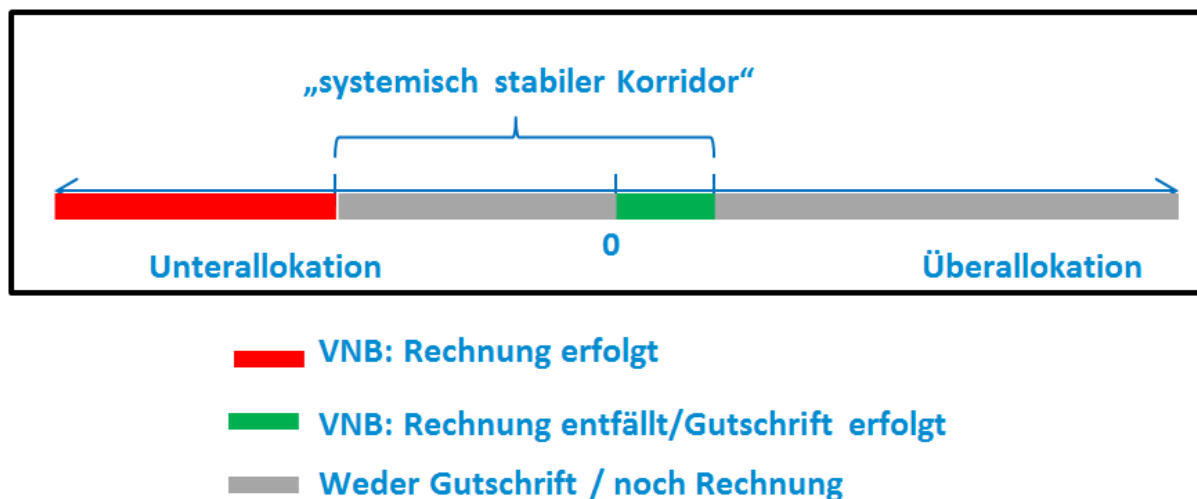 „systemisch stabiler Korridor“
0
Unterallokation
Überallokation
VNB: Rechnung erfolgt
VNB: Rechnung entfällt/Gutschrift erfolgt
Weder Gutschrift / noch Rechnung